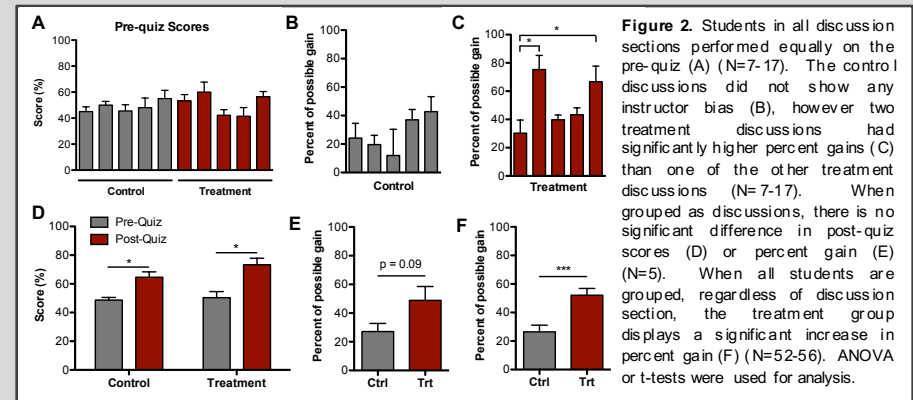 A
Pre-quiz Scores
Score (%)
100
80
60
40
20
0
Control
Treatment
B
Percent of possible gain
100
80
60
40
20
0
Control
C
Percent of possible gain
100
80
60
40
20
0
*
*
Treatment
D
Pre-Quiz
Post-Quiz
Score (%)
100
80
60
40
20
0
*
*
Control
Treatment
E
Percent of possible gain
100
80
60
40
20
0
p = 0.09
Ctrl
Trt
F
Percent of possible gain
100
80
60
40
20
0
***
Ctrl
Trt
Figure 2. Students in all discussion
sections performed equally on the
pre-quiz (A) (N=7-17). The control
discussions did not show any
instructor bias (B), however two
treatment discussions had
significantly higher percent gains (C)
than one of the other treatment
discussions (N=7-17). When
grouped as discussions, there is no
significant difference in post-quiz
scores (D) or percent gain (E)
(N=5). When all students are
grouped, regardless of discussion
section, the treatment group
displays a significant increase in
percent gain (F) (N=52-56). ANOVA
or t-tests were used for analysis.